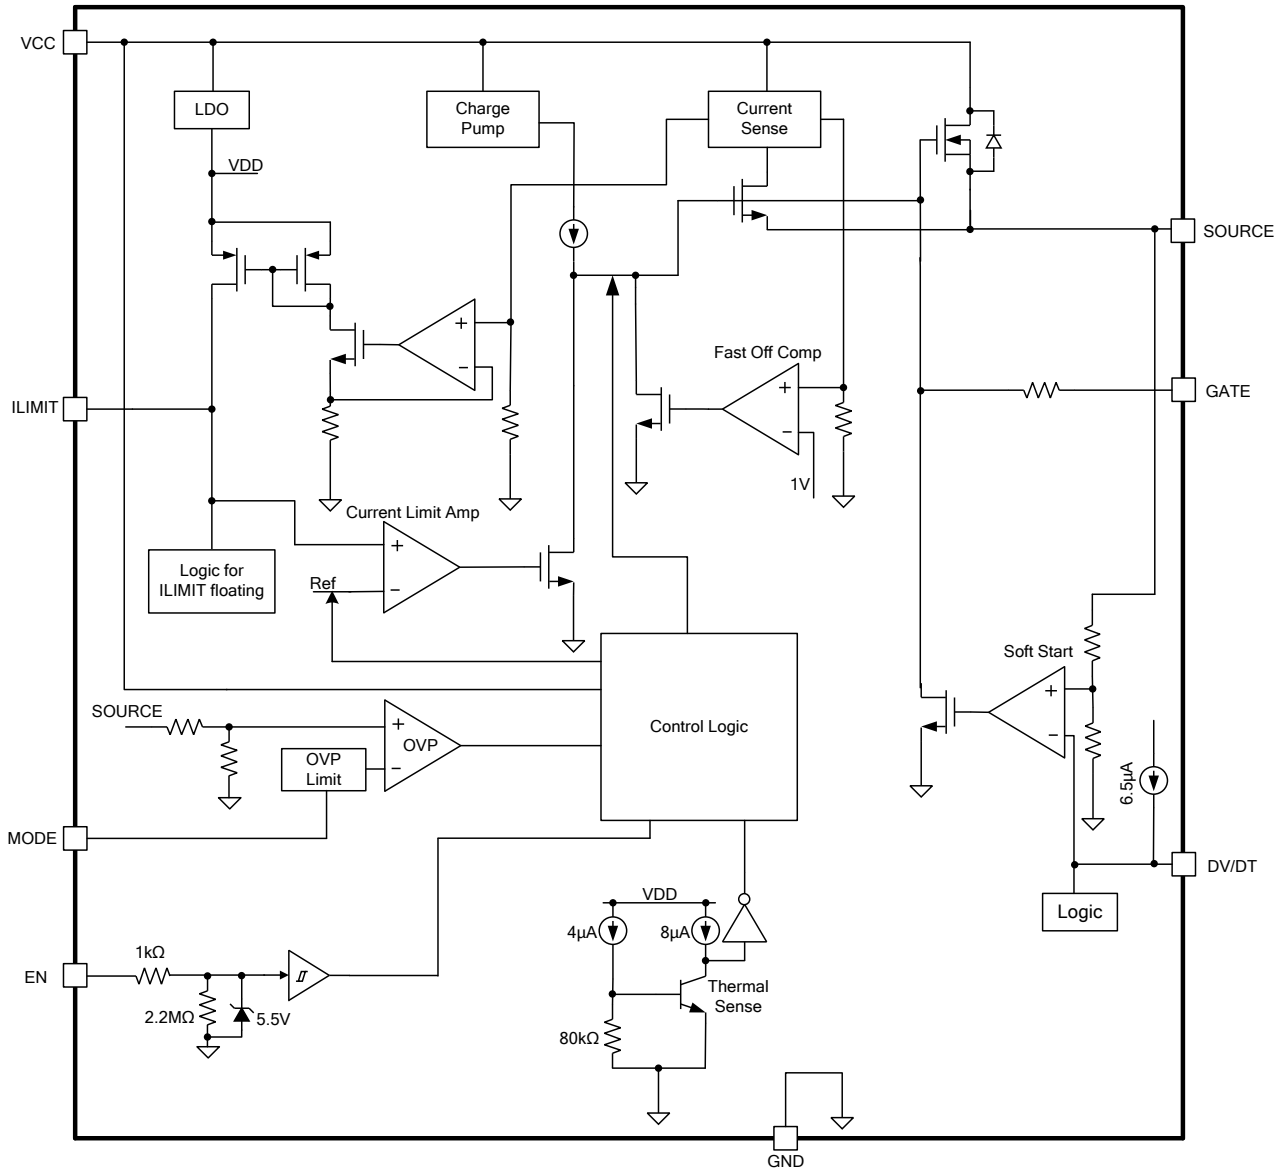 VCC
LDO
Charge
Pump
Current
Sense
VDD
SOURCE
+
−
Fast Off Comp
+
−
1V
GATE
ILIMIT
Current Limit Amp
+
−
Ref
Logic for
ILIMIT floating
Soft Start
+
−
Control Logic
SOURCE
+
−
OVP
OVP
Limit
6.5µA
MODE
DV/DT
Logic
VDD
4µA
8µA
Thermal
Sense
80kΩ
EN
1kΩ
2.2MΩ
5.5V
GND